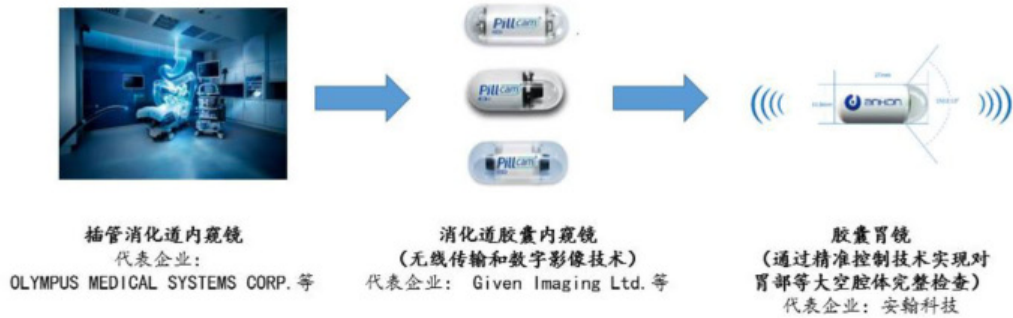 Pillcam
Pillcam
Pillcam
27mm
ankon
插管消化道内窥镜
代表企业：
OLYMPUS MEDICAL SYSTEMS CORP.等
消化道胶囊内窥镜
(无线传输和数字影像技术)
代表企业： Given Imaging Ltd.等
胶囊胃镜
(通过精准控制技术实现对
胃部等大空腔体完整检查)
代表企业：安翰科技